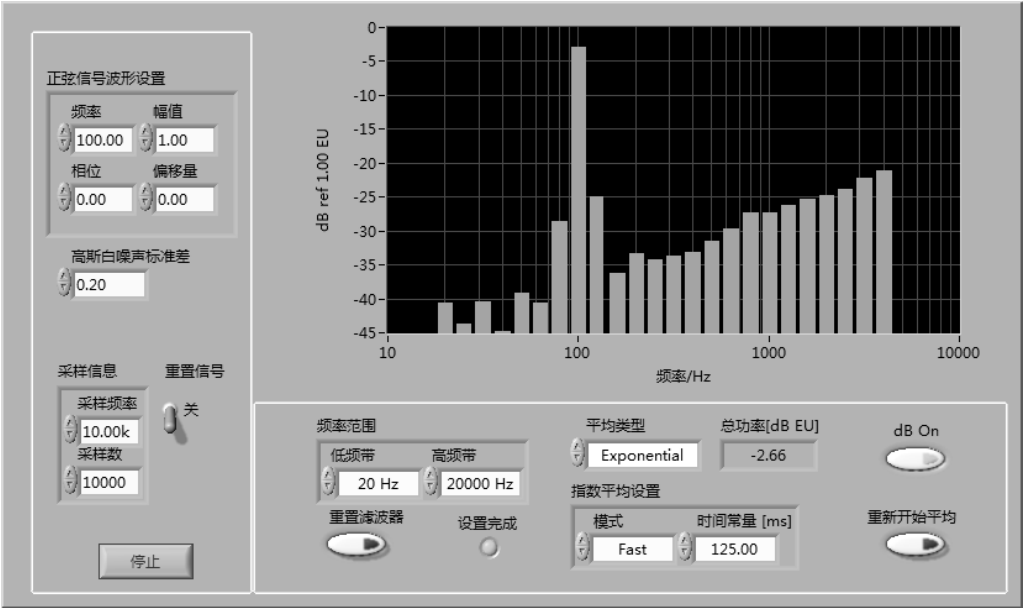 正弦信号波形设置
频率 幅值
100.00 1.00
相位 偏移量
0.00 0.00
高斯白噪声标准差
0.20
采样信息 重置信号
采样频率 关
10.00k
采样数
10000
停止
dB ref 1.00 EU
0
-5
-10
-15
-20
-25
-30
-35
-40
-45
10 100 1000 10000
频率/Hz
频率范围
低频带 高频带
20 Hz 20000 Hz
重置滤波器 设置完成
平均类型 总功率[dB EU] dB On
Exponential -2.66
指数平均设置
模式 时间常量 [ms] 重新开始平均
Fast 125.00